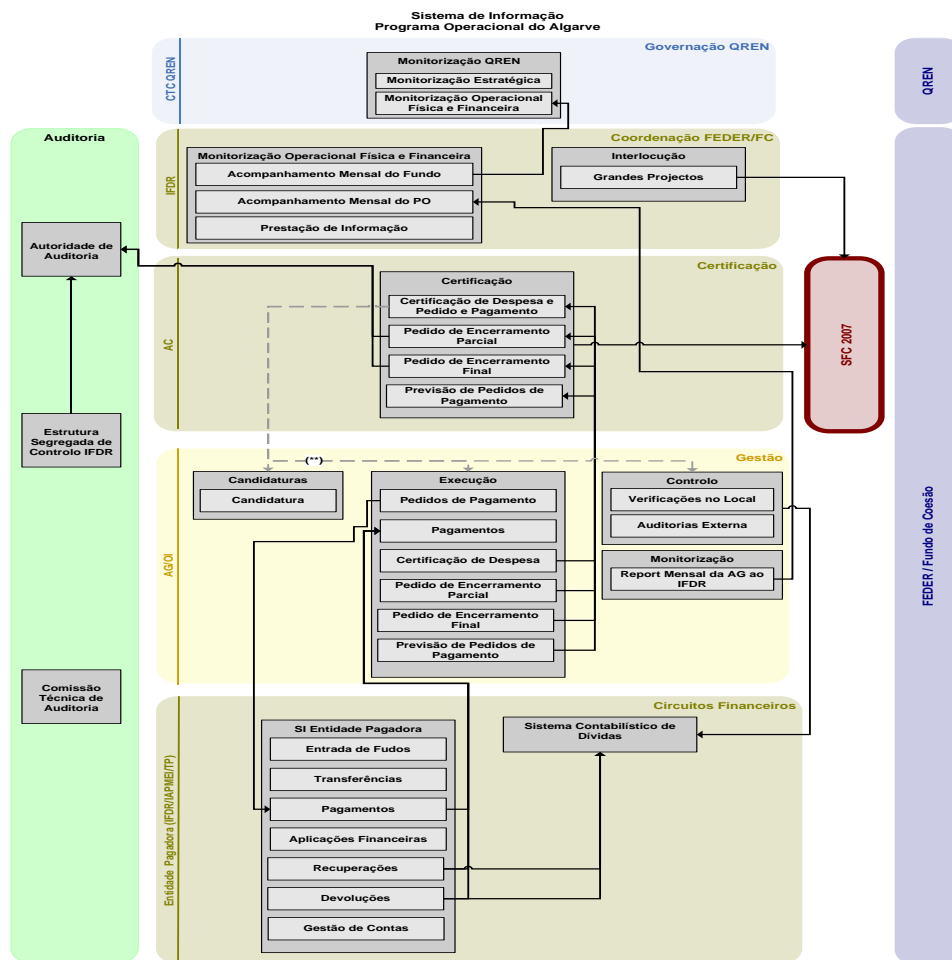 Sistema de Informação
Programa Operacional do Algarve
Governação QREN
CTC QREN
Monitorização QREN
Monitorização Estratégica
Monitorização Operacional
Física e Financeira
QREN
Auditoria
Autoridade de
Auditoria
Estrutura
Segregada de
Controlo IFDR
Comissão
Técnica de
Auditoria
Coordenação FEDER/FC
IFDR
Monitorização Operacional Física e Financeira
Acompanhamento Mensal do Fundo
Acompanhamento Mensal do PO
Prestação de Informação
Interlocução
Grandes Projectos
Certificação
AC
Certificação
Certificação de Despesa e
Pedido e Pagamento
Pedido de Encerramento
Parcial
Pedido de Encerramento
Final
Previsão de Pedidos de
Pagamento
SFC 2007
FEDER / Fundo de Coesão
(**)
Gestão
AG/OI
Candidaturas
Candidatura
Execução
Pedidos de Pagamento
Pagamentos
Certificação de Despesa
Pedido de Encerramento
Parcial
Pedido de Encerramento
Final
Previsão de Pedidos de
Pagamento
Controlo
Verificações no Local
Auditorias Externa
Monitorização
Report Mensal da AG ao
IFDR
Circuitos Financeiros
Entidade Pagadora (IFDR/IAPMEI/TP)
SI Entidade Pagadora
Entrada de Fudos
Transferências
Pagamentos
Aplicações Financeiras
Recuperações
Devoluções
Gestão de Contas
Sistema Contabilístico de
Dívidas